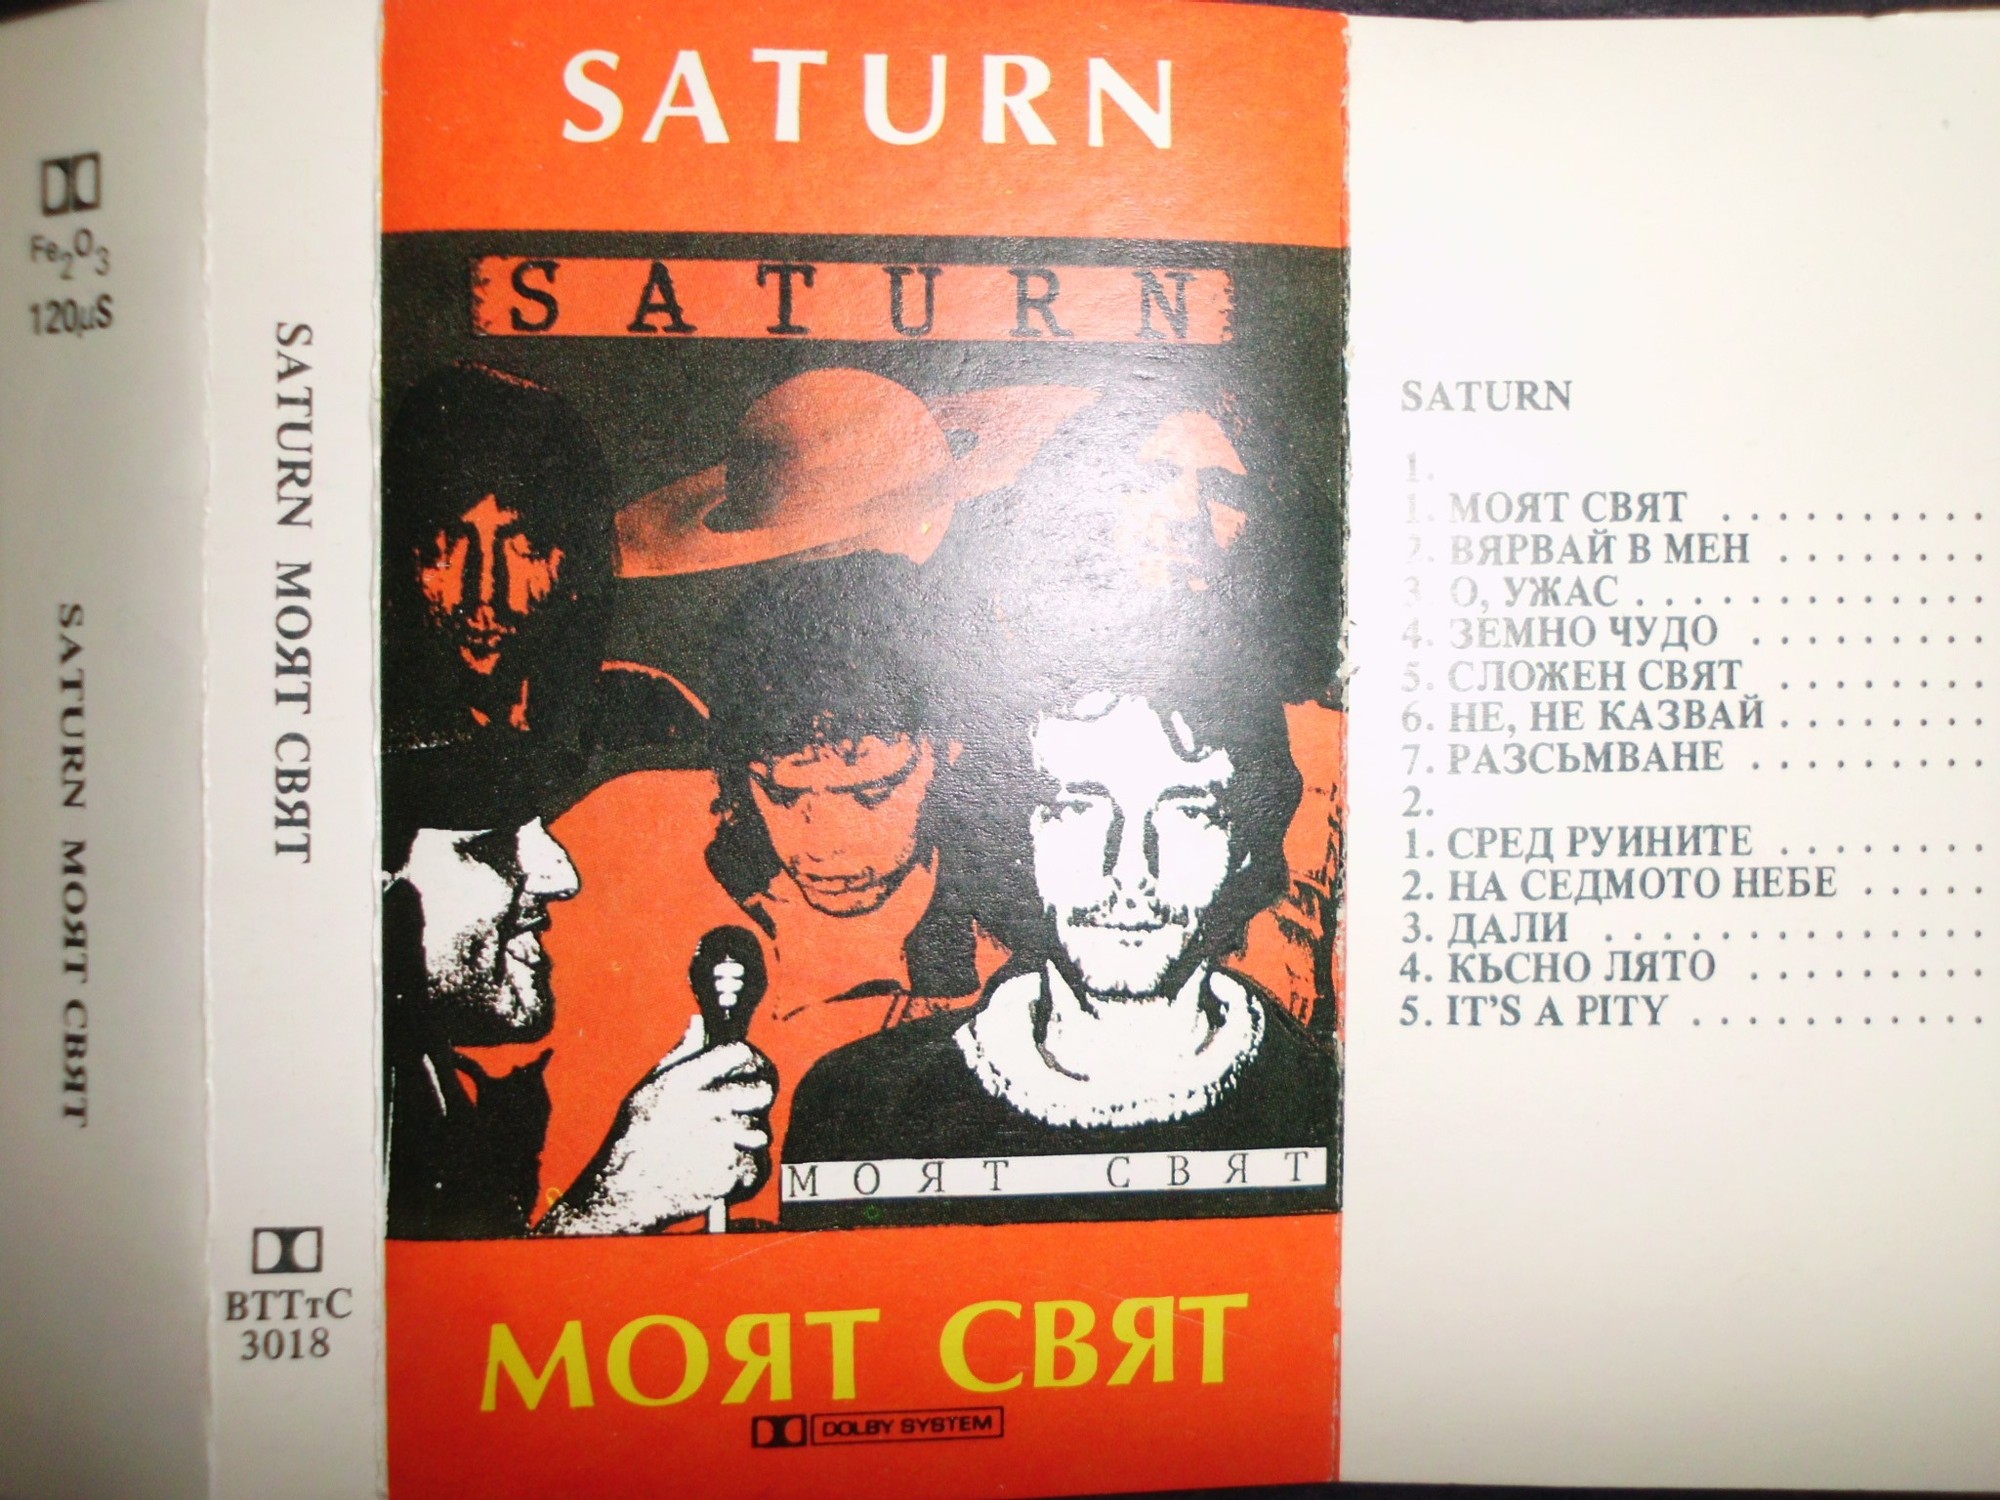 Fe2O3
120µS
SATURN МОЯТ СВЯТ
SATURN МОЯТ СВЯТ
ВТТтС
3018
SATURN
SATURN
МОЯТ СВЯТ
МОЯТ СВЯТ
DOLBY SYSTEM
SATURN
1.
1. МОЯТ СВЯТ . . . . . . . . . .
2. ВЯРВАЙ В МЕН . . . . . . . .
3. О, УЖАС . . . . . . . . . . . . .
4. ЗЕМНО ЧУДО . . . . . . . . .
5. СЛОЖЕН СВЯТ . . . . . . . .
6. НЕ, НЕ КАЗВАЙ . . . . . . . .
7. РАЗСЬМВАНЕ . . . . . . . . .
2.
1. СРЕД РУИНИТЕ . . . . . . . .
2. НА СЕДМОТО НЕБЕ . . . . .
3. ДАЛИ . . . . . . . . . . . . . .
4. КЬСНО ЛЯТО . . . . . . . . .
5. IT'S A PITY . . . . . . . . . . .